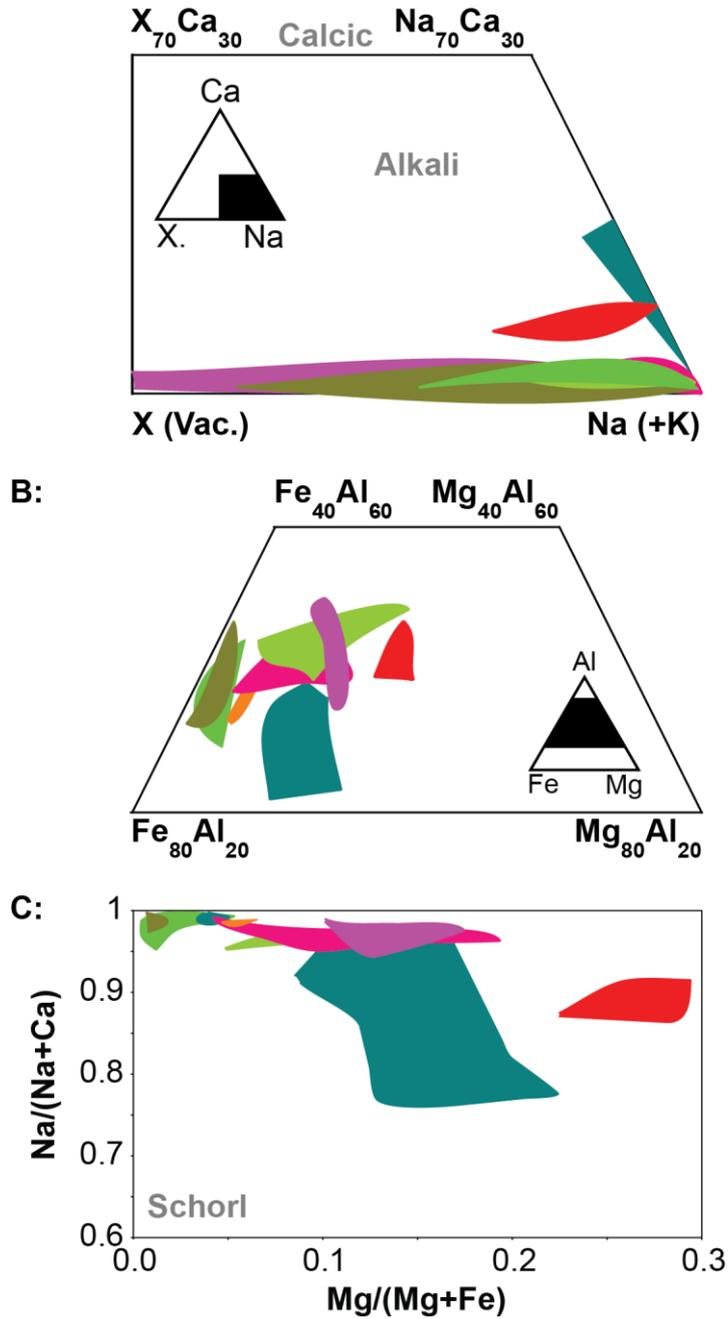 X₇₀Ca₃₀ Calcic Na₇₀Ca₃₀
Ca
Alkali
X. Na
X (Vac.) Na (+K)
B:
Fe₄₀Al₆₀ Mg₄₀Al₆₀
Al
Fe Mg
Fe₈₀Al₂₀ Mg₈₀Al₂₀
C:
1
0.9
0.8
0.7
0.6
Na/(Na+Ca)
Schorl
0.0 0.1 0.2 0.3
Mg/(Mg+Fe)